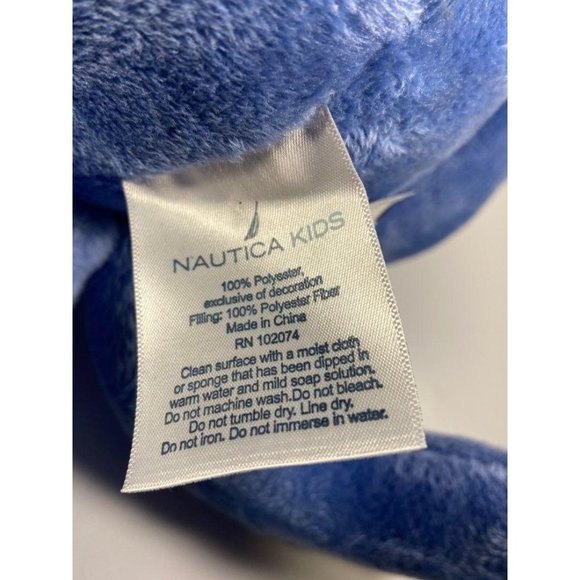 NAUTICA KIDS
100% Polyester,
exclusive of decoration
Filling: 100% Polyester Fiber
Made in China
RN 102074
Clean surface with a moist cloth
or sponge that has been dipped in
warm water and mild soap solution.
Do not machine wash.Do not bleach.
Do not tumble dry. Line dry.
Do not iron. Do not immerse in water.